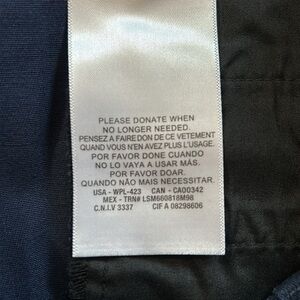 PLEASE DONATE WHEN
NO LONGER NEEDED.
PENSEZ A FAIRE DON DE CE VETEMENT
QUAND VOUS N'EN AVEZ PLUS L'USAGE.
POR FAVOR DONE CUANDO
NO LO VAYA A USAR MÁS.
POR FAVOR DOAR.
QUANDO NÃO MAIS NECESSITAR.
USA - WPL-423 CAN - CA00342
MEX - TRN# LSM660818M98
C.N.I.V 3337 CIF A 08298606